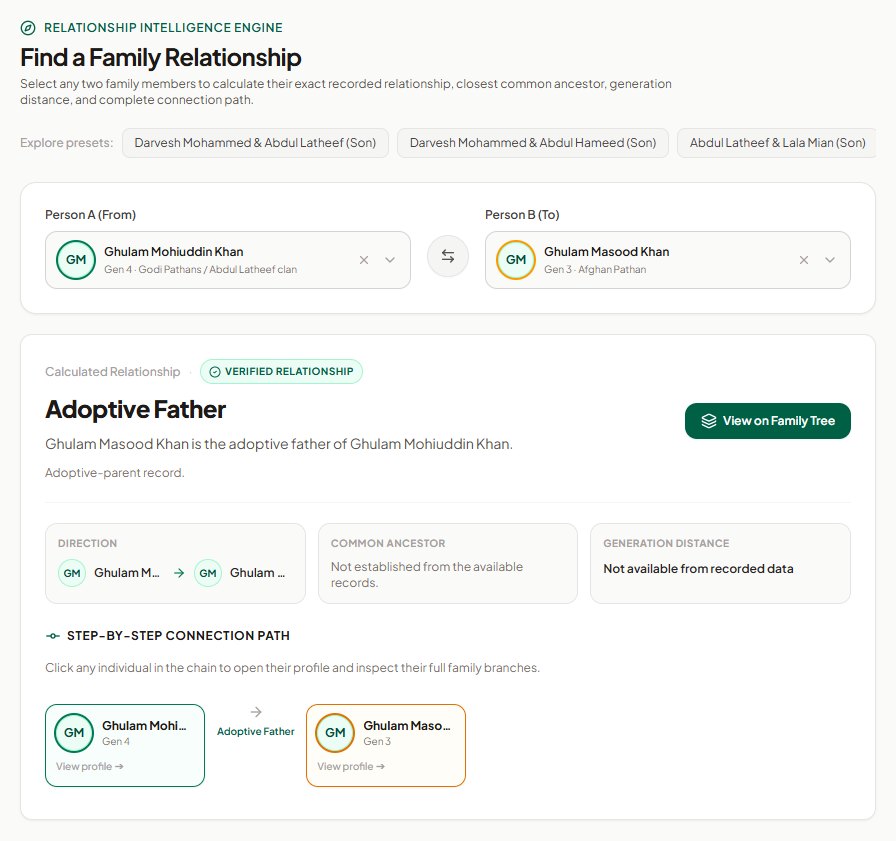 RELATIONSHIP INTELLIGENCE ENGINE
Find a Family Relationship
Select any two family members to calculate their exact recorded relationship, closest common ancestor, generation
distance, and complete connection path.
Explore presets: Darvesh Mohammed & Abdul Latheef (Son) Darvesh Mohammed & Abdul Hameed (Son) Abdul Latheef & Lala Mian (Son)
Person A (From)
GM Ghulam Mohiuddin Khan
Gen 4 · Godi Pathans / Abdul Latheef clan
Person B (To)
GM Ghulam Masood Khan
Gen 3 · Afghan Pathan
Calculated Relationship · VERIFIED RELATIONSHIP
Adoptive Father
Ghulam Masood Khan is the adoptive father of Ghulam Mohiuddin Khan.
Adoptive-parent record.
View on Family Tree
DIRECTION
GM Ghulam M... → GM Ghulam ...
COMMON ANCESTOR
Not established from the available
records.
GENERATION DISTANCE
Not available from recorded data
STEP-BY-STEP CONNECTION PATH
Click any individual in the chain to open their profile and inspect their full family branches.
GM Ghulam Mohi...
Gen 4
View profile →
→
Adoptive Father
GM Ghulam Maso...
Gen 3
View profile →